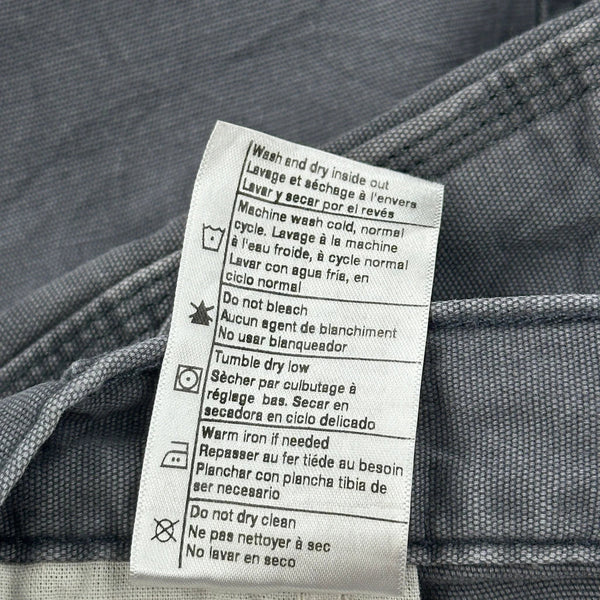 Wash and dry inside out
Lavage et séchage à l'envers
Lavar y secar por el revés
Machine wash cold, normal
cycle. Lavage à la machine
à l'eau froide, à cycle normal
Lavar con agua fría, en
ciclo normal
Do not bleach
Aucun agent de blanchiment
No usar blanqueador
Tumble dry low
Sècher par culbutage à
réglage bas. Secar en
secadora en ciclo delicado
Warm iron if needed
Repasser au fer tiéde au besoin
Planchar con plancha tibia de
ser necesario
Do not dry clean
Ne pas nettoyer à sec
No lavar en seco